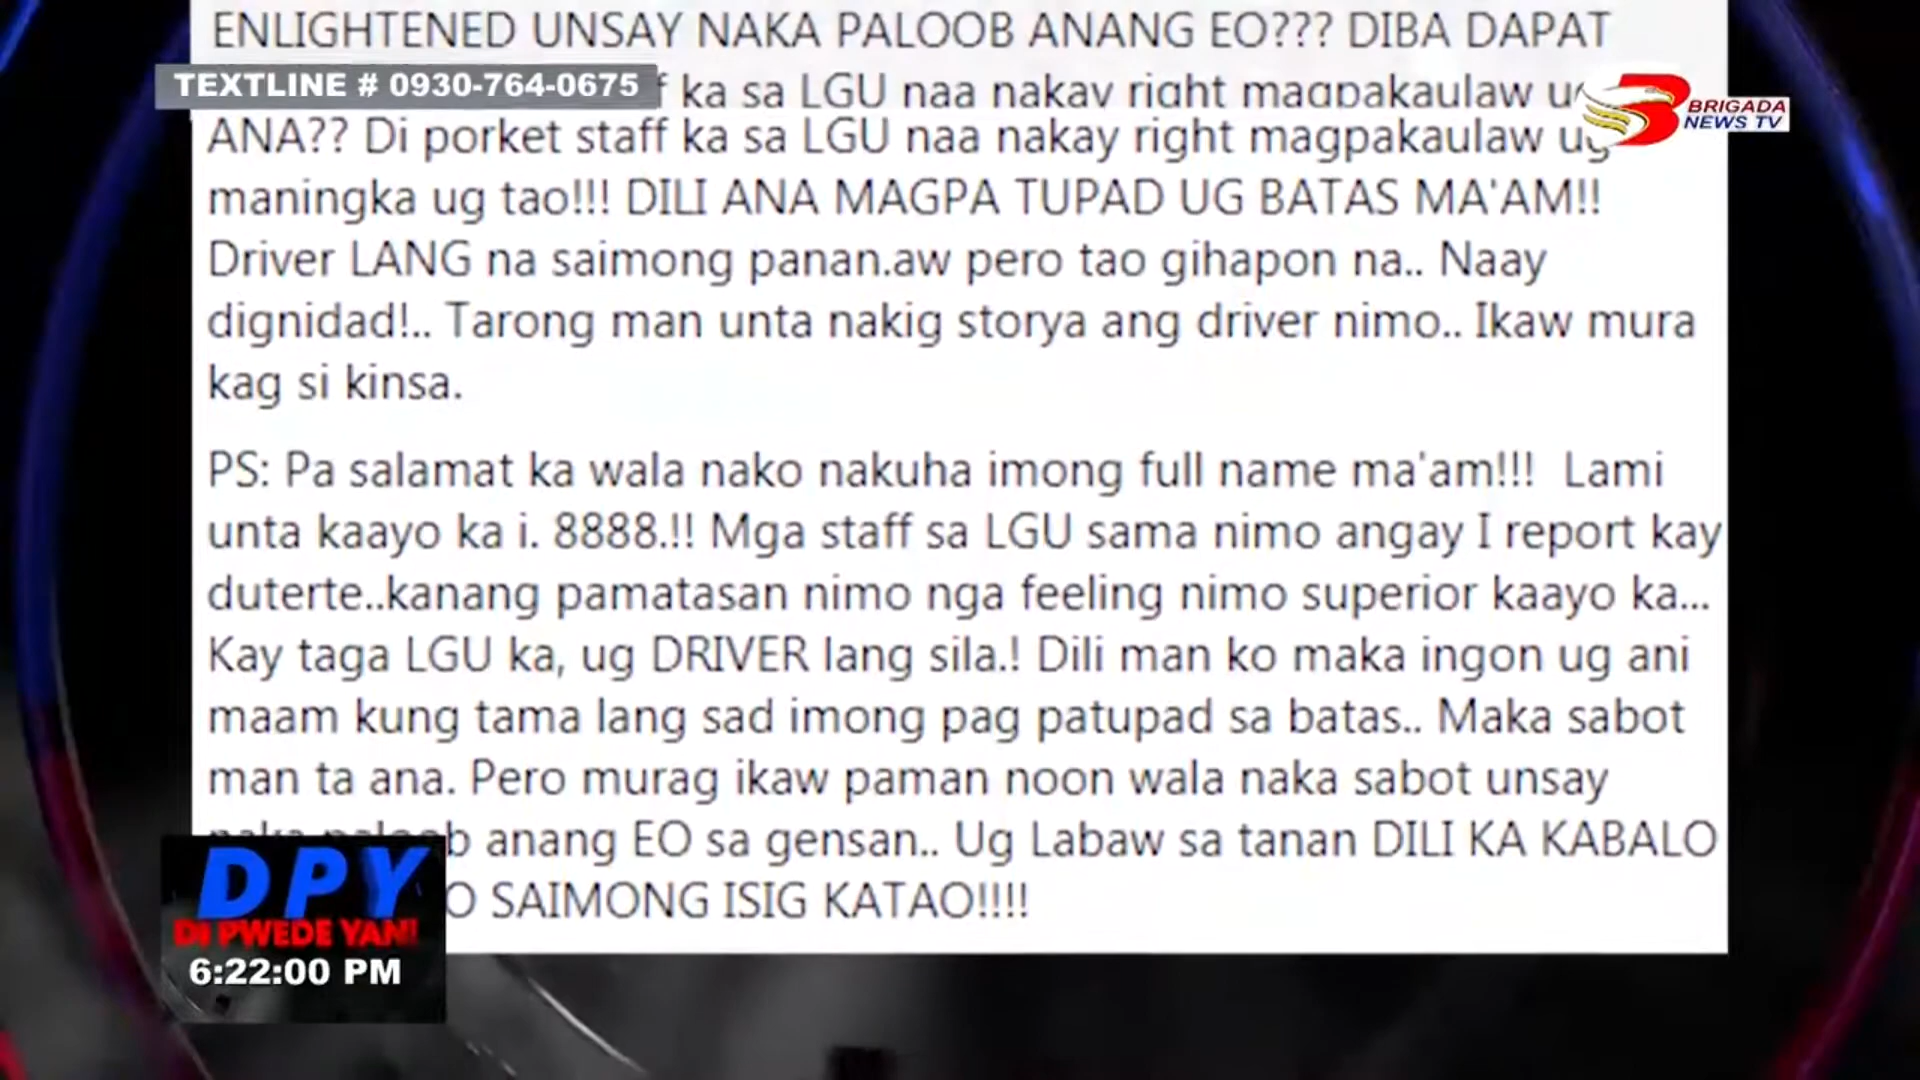 ENLIGHTENED UNSAY NAKA PALOOB ANANG EO??? DIBA DAPAT
TEXTLINE # 0930-764-0675
ka sa LGU naa nakay right magpakaulaw
BRIGADA
NEWS TV
ANA?? Di porket staff ka sa LGU naa nakay right magpakaulaw ug
maningka ug tao!!! DILI ANA MAGPA TUPAD UG BATAS MA'AM!!
Driver LANG na saimong panan.aw pero tao gihapon na.. Naay
dignidad!.. Tarong man unta nakig storya ang driver nimo.. Ikaw mura
kag si kinsa.
PS: Pa salamat ka wala nako nakuha imong full name ma'am!!! Lami
unta kaayo ka i. 8888.!! Mga staff sa LGU sama nimo angay I report kay
duterte..kanang pamatasan nimo nga feeling nimo superior kaayo ka...
Kay taga LGU ka, ug DRIVER lang sila.! Dili man ko maka ingon ug ani
maam kung tama lang sad imong pag patupad sa batas.. Maka sabot
man ta ana. Pero murag ikaw paman noon wala naka sabot unsay
anang EO sa gensan.. Ug Labaw sa tanan DILI KA KABALO
SAIMONG ISIG KATAO!!!!
DPY
DI PWEDE YAN!
6:22:00 PM